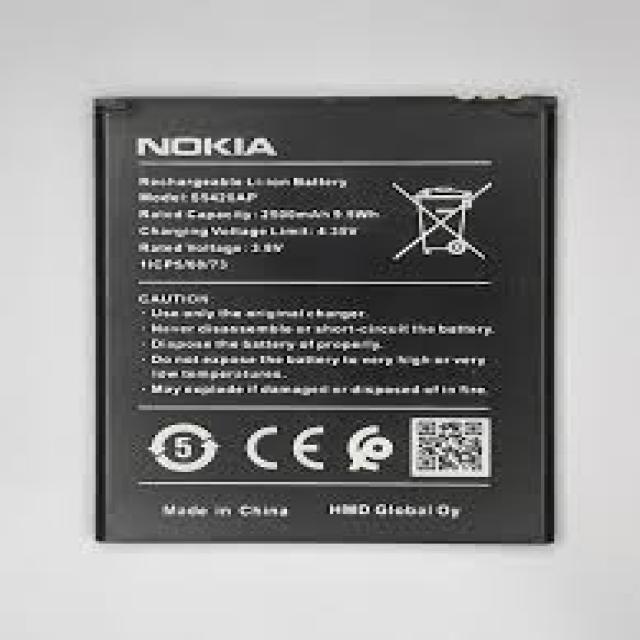 NOKIA
Rechargeable Li-ion Battery
Model: S5420AP
Rated Capacity: 2500mAh 9.5Wh
Charging Voltage Limit: 4.35V
Rated Voltage: 3.8V
1ICP5/68/73
CAUTION
· Use only the original charger.
· Never disassemble or short-circuit the battery.
· Dispose the battery of properly.
· Do not expose the battery to very high or very
low temperatures.
· May explode if damaged or disposed of in fire.
5 CE
Made in China HMD Global Oy